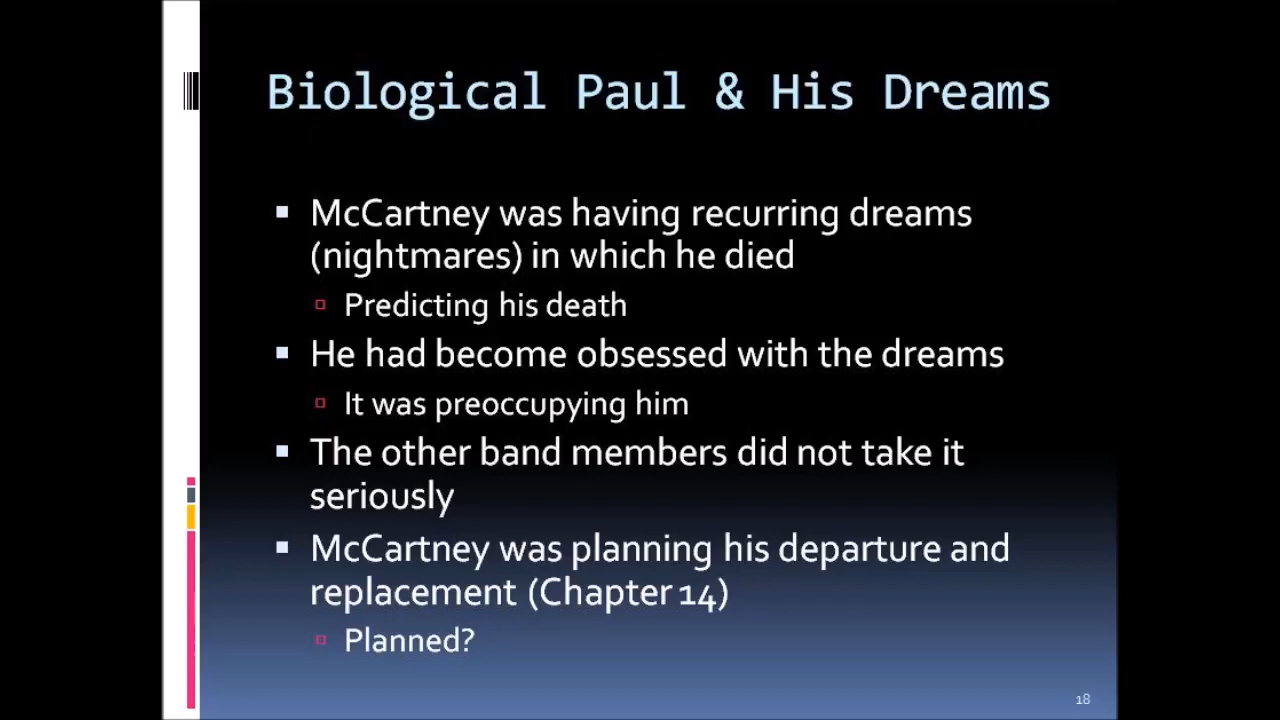 Biological Paul & His Dreams
McCartney was having recurring dreams
(nightmares) in which he died
Predicting his death
He had become obsessed with the dreams
It was preoccupying him
The other band members did not take it
seriously
McCartney was planning his departure and
replacement (Chapter 14)
Planned?
18